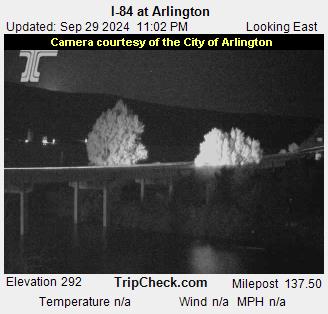 I-84 at Arlington
Updated: Sep 29 2024 11:02 PM Looking East
Camera courtesy of the City of Arlington
Elevation 292 TripCheck.com Milepost 137.50
Temperature n/a Wind n/a MPH n/a